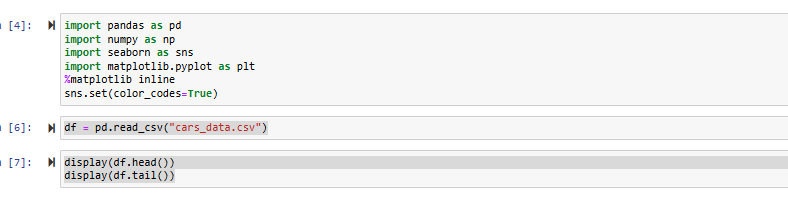 [4]:
import pandas as pd
import numpy as np
import seaborn as sns
import matplotlib.pyplot as plt
%matplotlib inline
sns.set(color_codes=True)
[6]:
df = pd.read_csv("cars_data.csv")
[7]:
display(df.head())
display(df.tail())